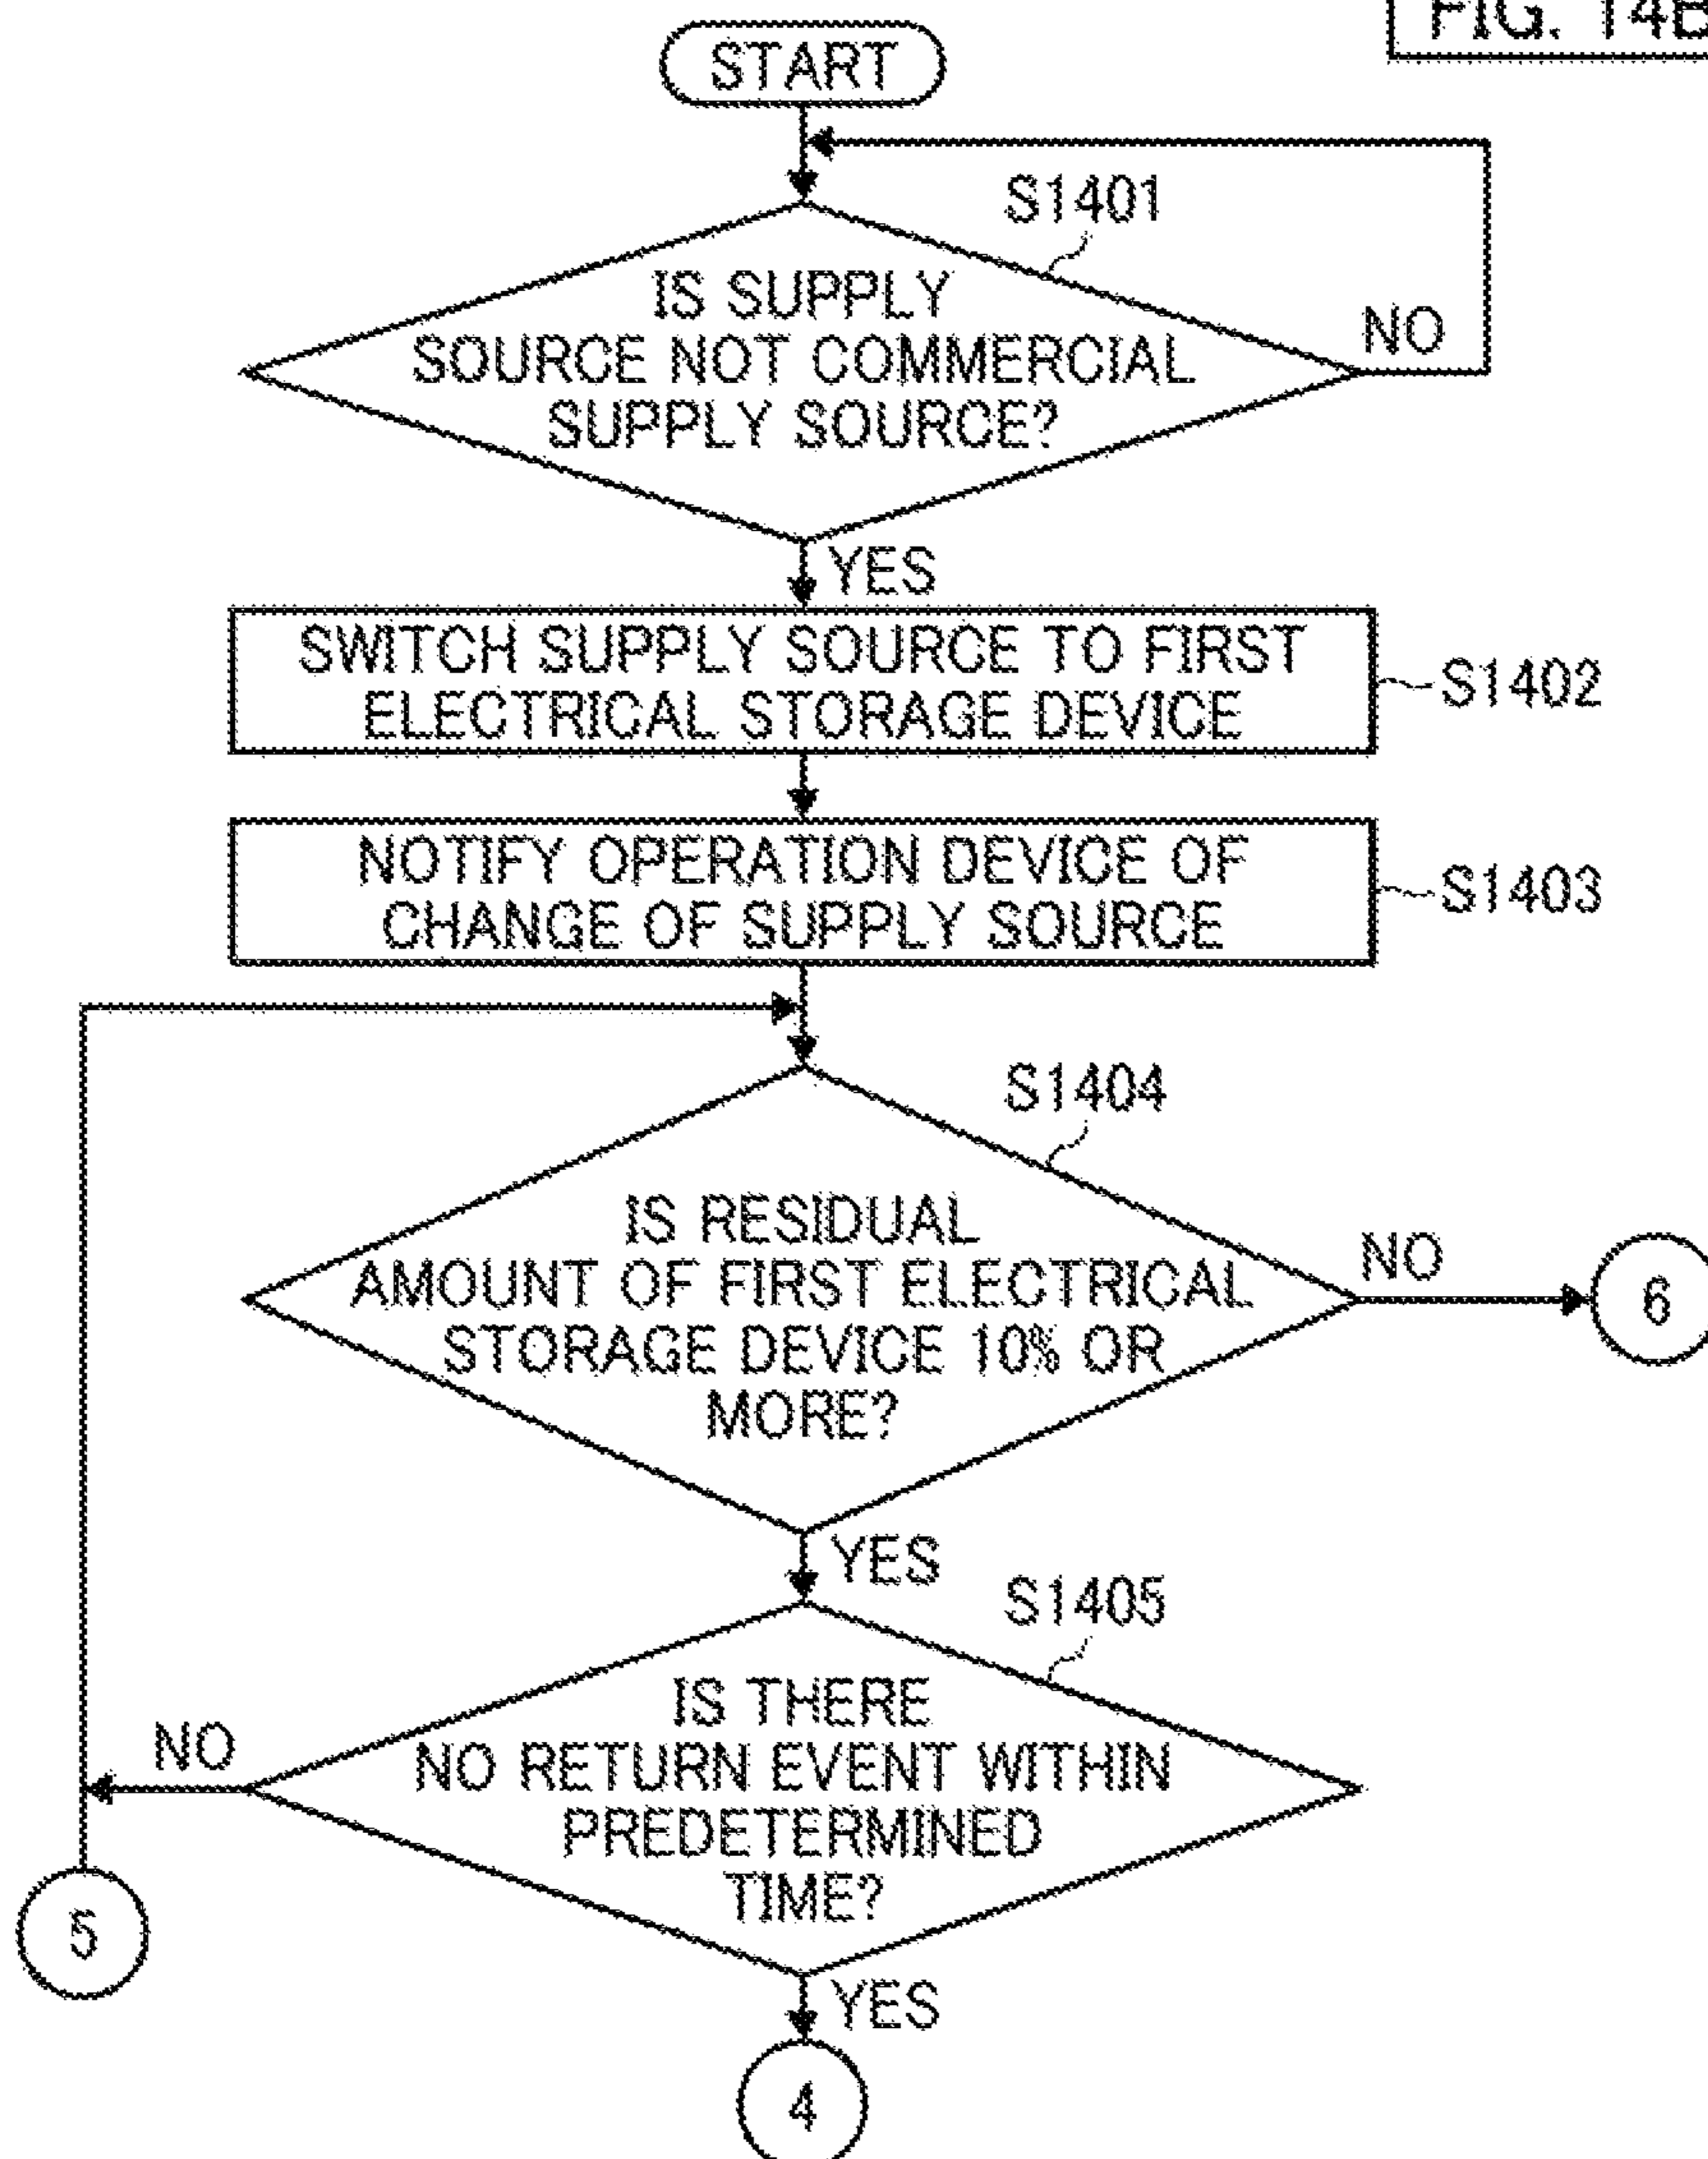 FIG. 14B
START
S1401
IS SUPPLY
SOURCE NOT COMMERCIAL
SUPPLY SOURCE?
NO
YES
SWITCH SUPPLY SOURCE TO FIRST
ELECTRICAL STORAGE DEVICE
S1402
NOTIFY OPERATION DEVICE OF
CHANGE OF SUPPLY SOURCE
S1403
S1404
IS RESIDUAL
AMOUNT OF FIRST ELECTRICAL
STORAGE DEVICE 10% OR
MORE?
NO
6
YES
S1405
IS THERE
NO RETURN EVENT WITHIN
PREDETERMINED
TIME?
NO
5
YES
4